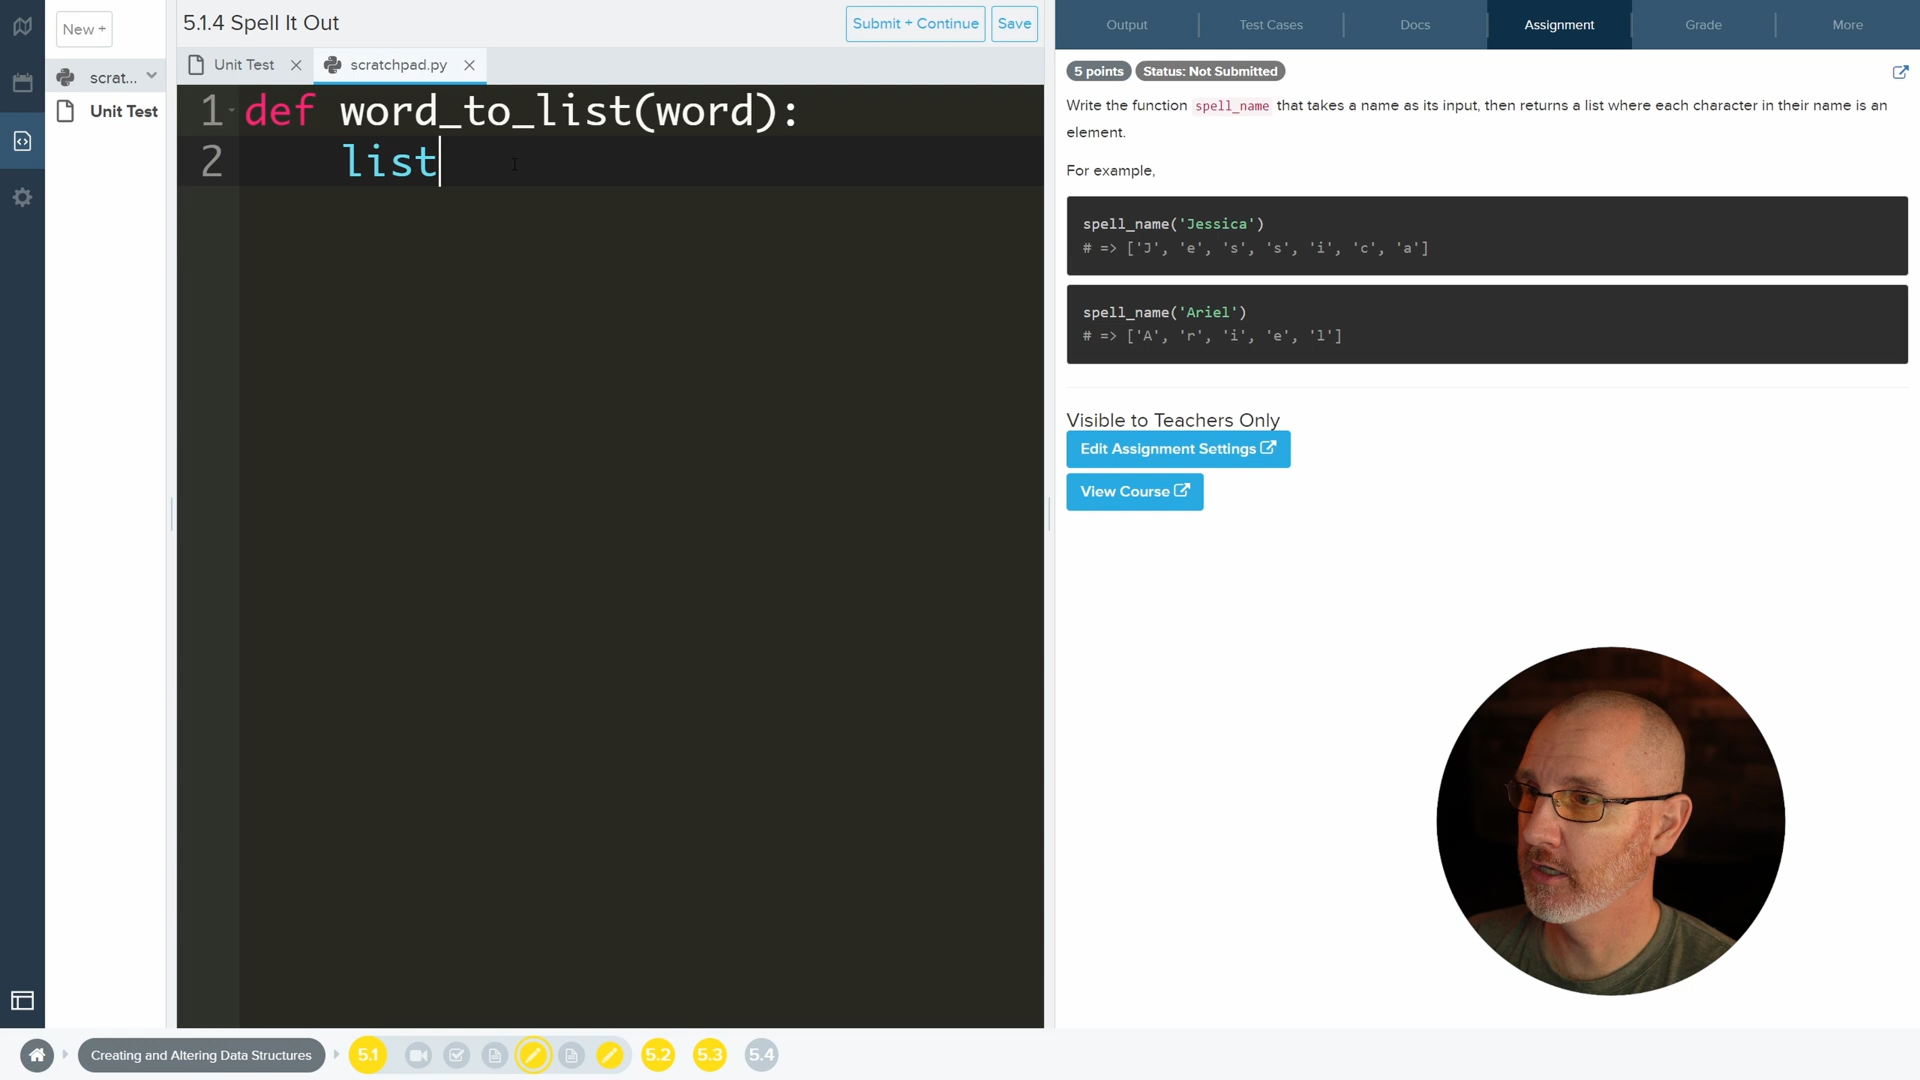 New +
scrat...
Unit Test
5.1.4 Spell It Out
Submit + Continue
Save
Unit Test
scratchpad.py
1 def word_to_list(word):
2     list
Output
Test Cases
Docs
Assignment
Grade
More
5 points
Status: Not Submitted
Write the function spell_name that takes a name as its input, then returns a list where each character in their name is an
element.
For example,
spell_name('Jessica')
# => ['J', 'e', 's', 's', 'i', 'c', 'a']
spell_name('Ariel')
# => ['A', 'r', 'i', 'e', 'l']
Visible to Teachers Only
Edit Assignment Settings
View Course
Creating and Altering Data Structures
5.1
5.2
5.3
5.4